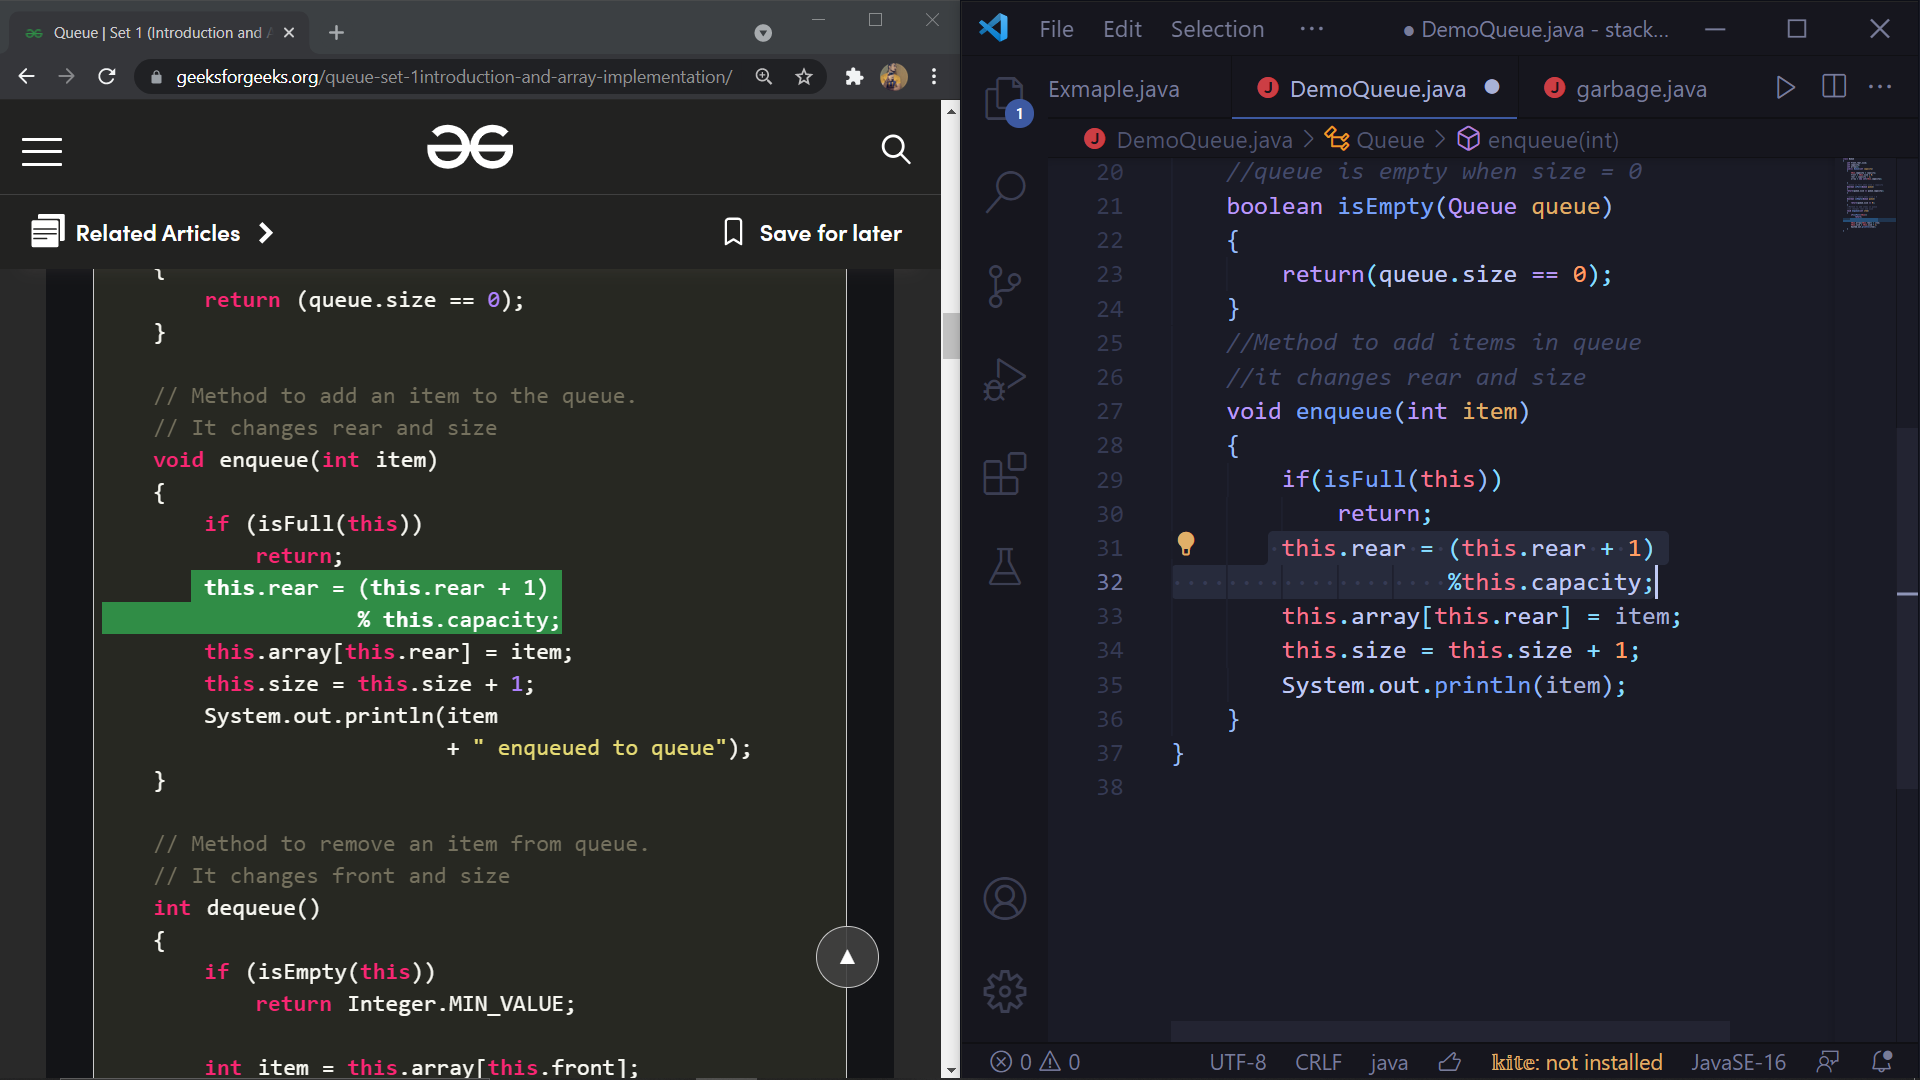 Queue | Set 1 (Introduction and A
geeksforgeeks.org/queue-set-1introduction-and-array-implementation/
Related Articles
Save for later
{
return (queue.size == 0);
}
// Method to add an item to the queue.
// It changes rear and size
void enqueue(int item)
{
if (isFull(this))
return;
this.rear = (this.rear + 1)
% this.capacity;
this.array[this.rear] = item;
this.size = this.size + 1;
System.out.println(item
+ " enqueued to queue");
}
// Method to remove an item from queue.
// It changes front and size
int dequeue()
{
if (isEmpty(this))
return Integer.MIN_VALUE;
int item = this.array[this.front];
File Edit Selection ··· ● DemoQueue.java - stack...
Exmaple.java J DemoQueue.java ● J garbage.java
1
J DemoQueue.java > Queue > enqueue(int)
20 //queue is empty when size = 0
21 boolean isEmpty(Queue queue)
22 {
23 return(queue.size == 0);
24 }
25 //Method to add items in queue
26 //it changes rear and size
27 void enqueue(int item)
28 {
29 if(isFull(this))
30 return;
31 this.rear = (this.rear + 1)
32 %this.capacity;
33 this.array[this.rear] = item;
34 this.size = this.size + 1;
35 System.out.println(item);
36 }
37 }
38
0 0 UTF-8 CRLF java kite: not installed JavaSE-16